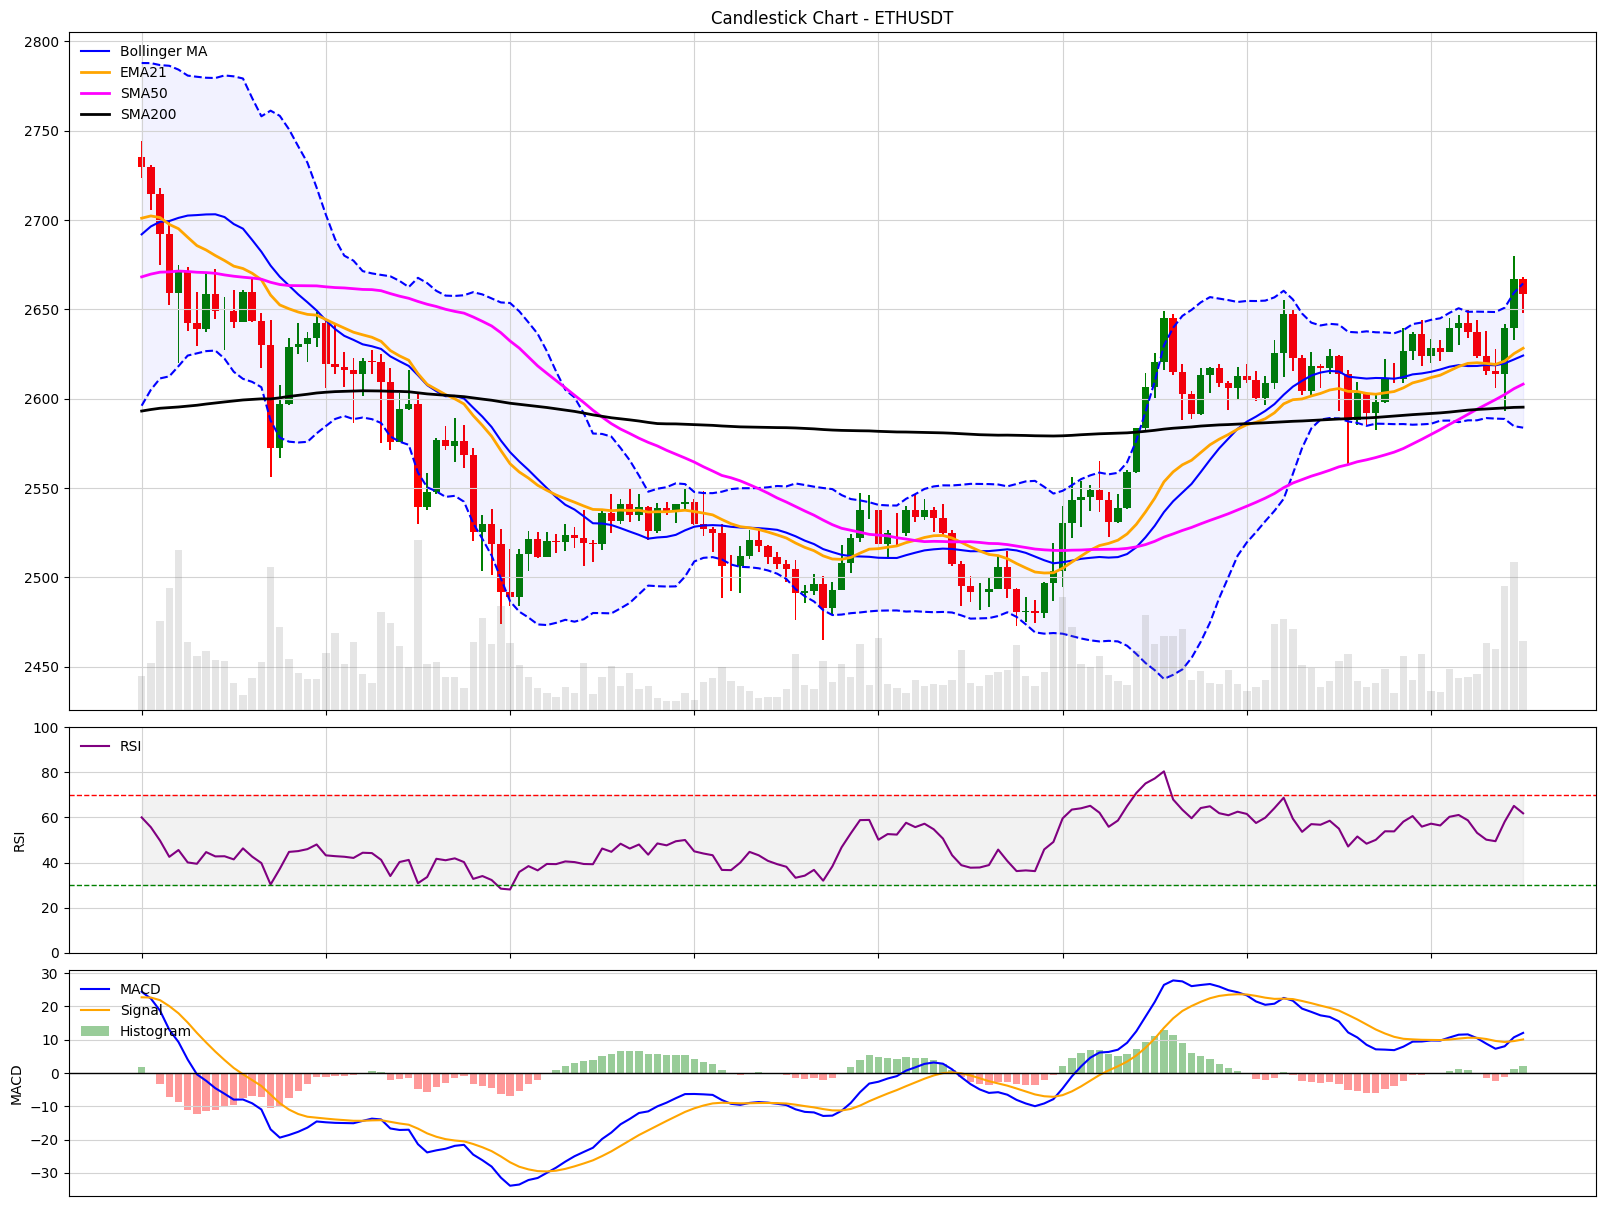 Candlestick Chart - ETHUSDT
Bollinger MA
EMA21
SMA50
SMA200
2800
2750
2700
2650
2600
2550
2500
2450
RSI
100
80
60
40
20
0
RSI
MACD
Signal
Histogram
30
20
10
0
−10
−20
−30
MACD